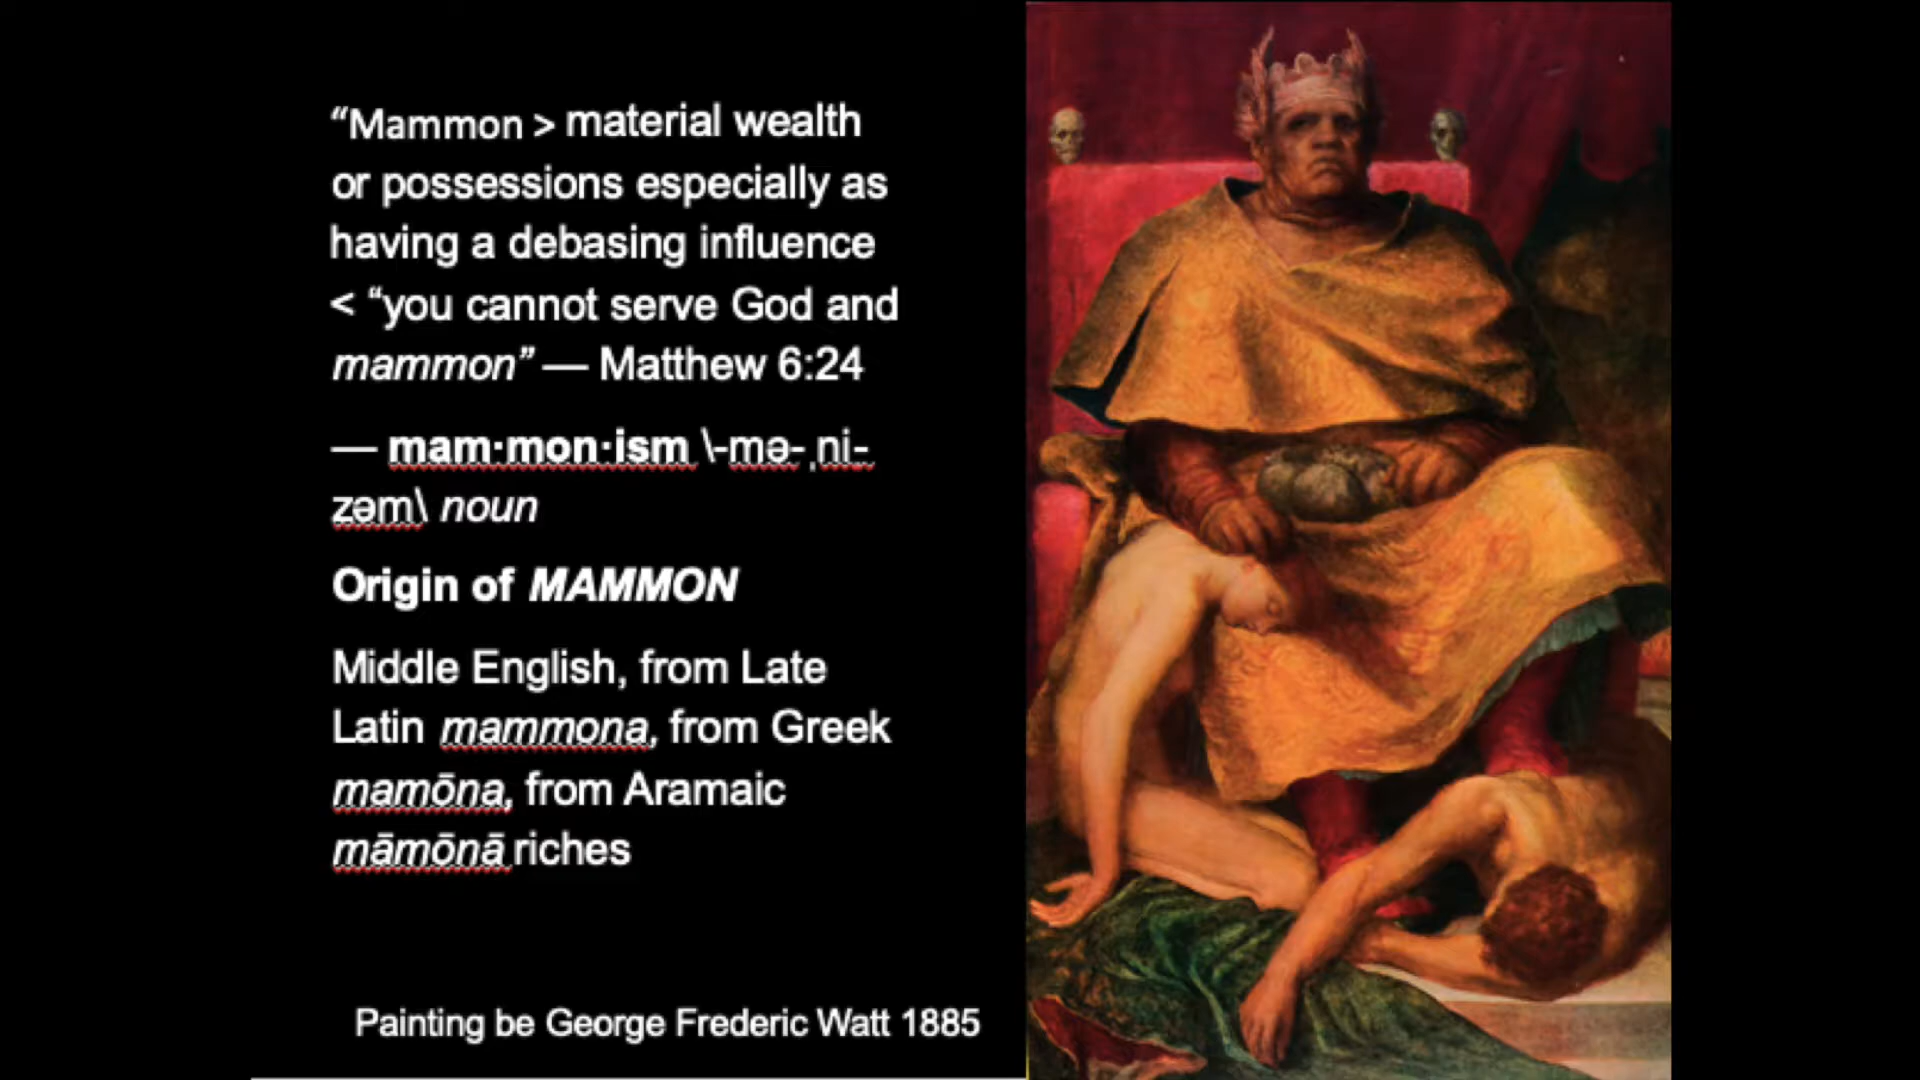 “Mammon > material wealth
or possessions especially as
having a debasing influence
< “you cannot serve God and
mammon” — Matthew 6:24
— mam·mon·ism \-mə-ˌni-
zəm\ noun
Origin of MAMMON
Middle English, from Late
Latin mammona, from Greek
mamōna, from Aramaic
māmōnā riches
Painting be George Frederic Watt 1885